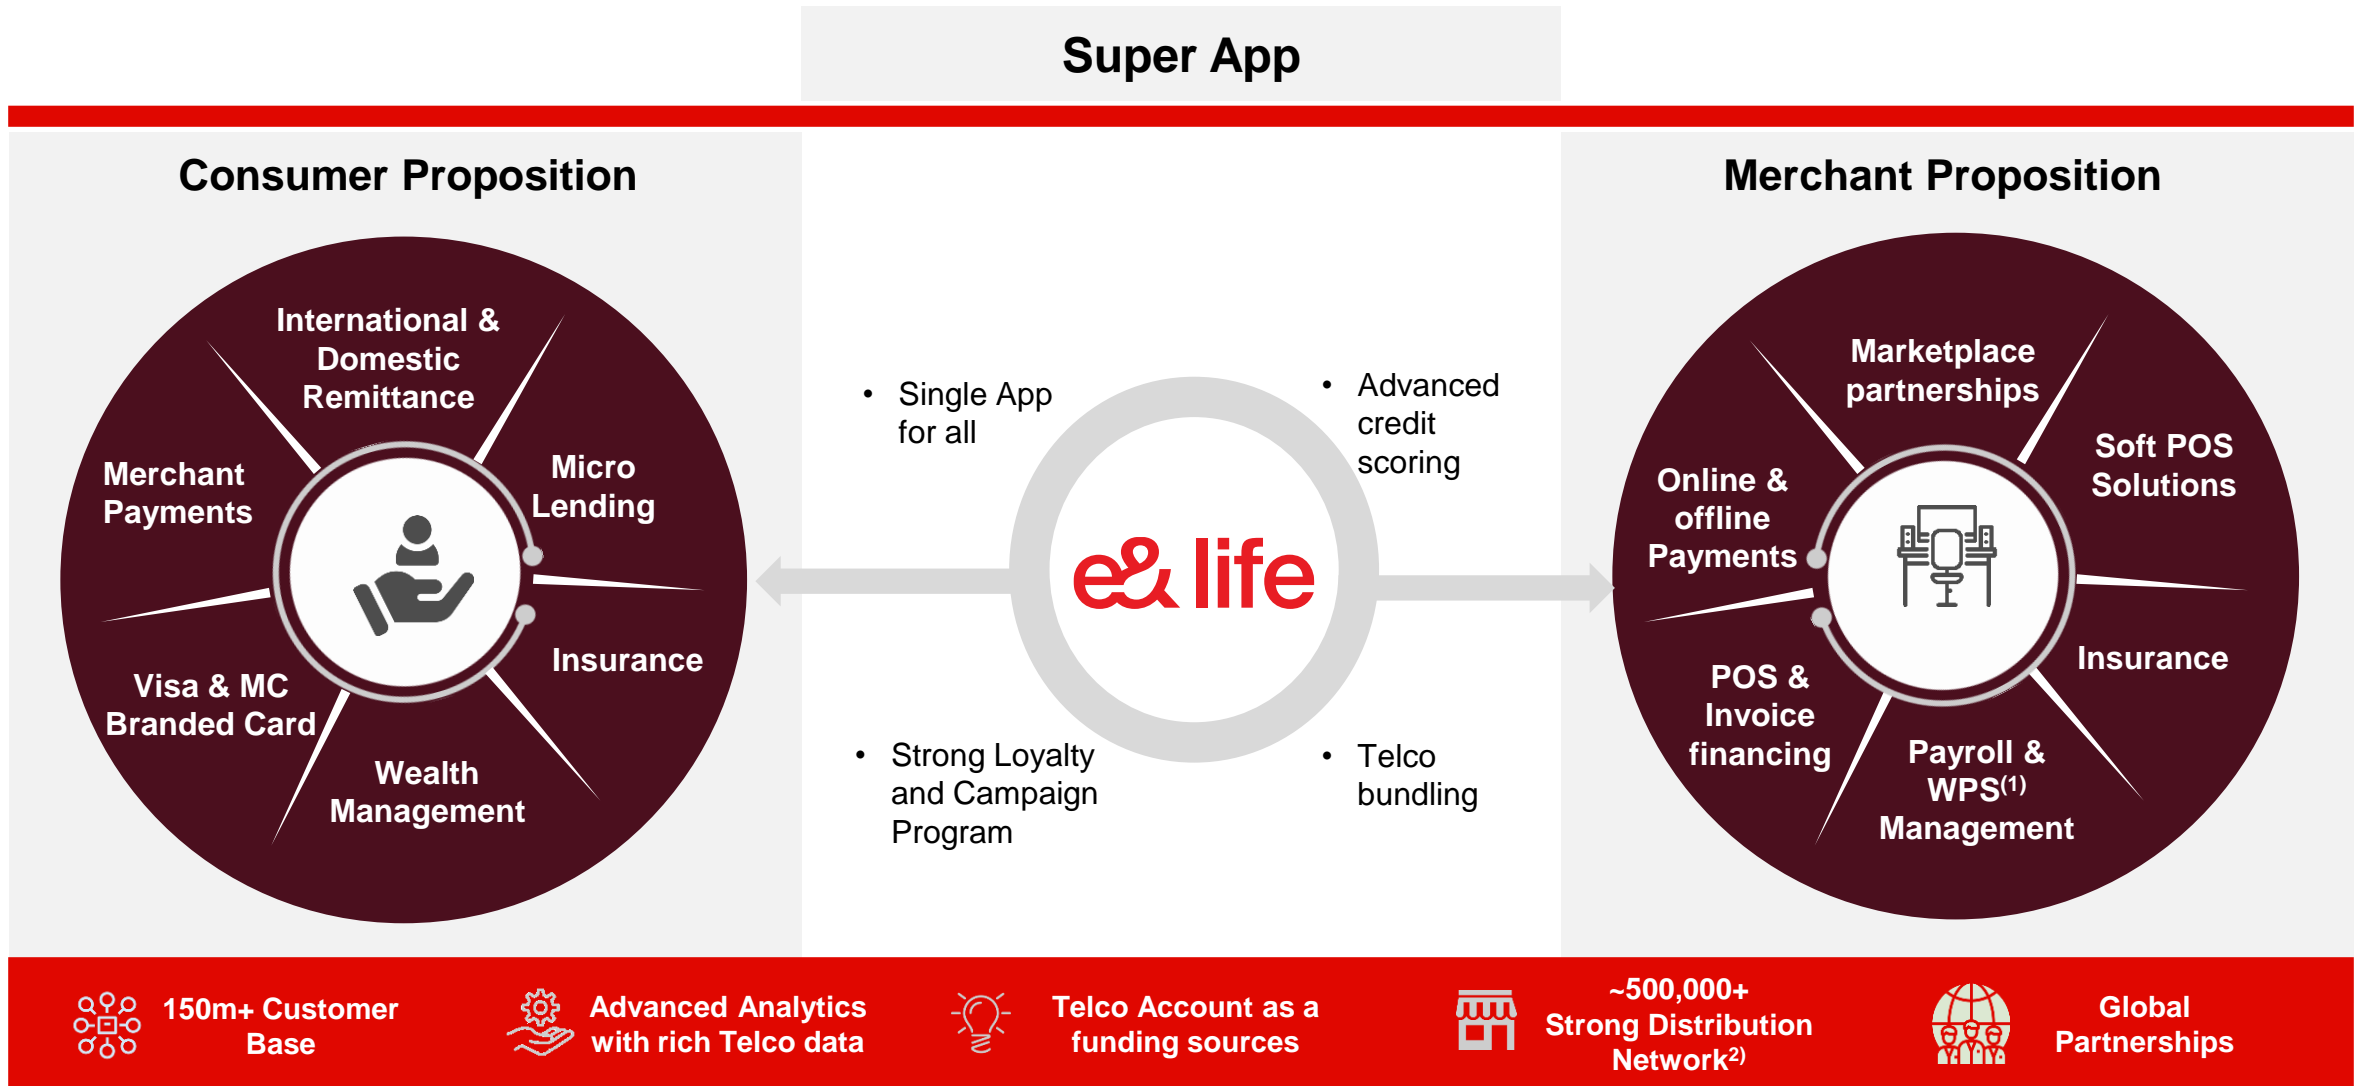 Super App
Consumer Proposition
International &
Domestic
Remittance
Merchant
Payments
Micro
Lending
Insurance
Visa & MC
Branded Card
Wealth
Management
• Single App
for all
• Advanced
credit
scoring
e& life
• Strong Loyalty
and Campaign
Program
• Telco
bundling
Merchant Proposition
Marketplace
partnerships
Soft POS
Solutions
Online &
offline
Payments
Insurance
POS &
Invoice
financing
Payroll &
WPS(1)
Management
150m+ Customer
Base
Advanced Analytics
with rich Telco data
Telco Account as a
funding sources
~500,000+
Strong Distribution
Network2)
Global
Partnerships